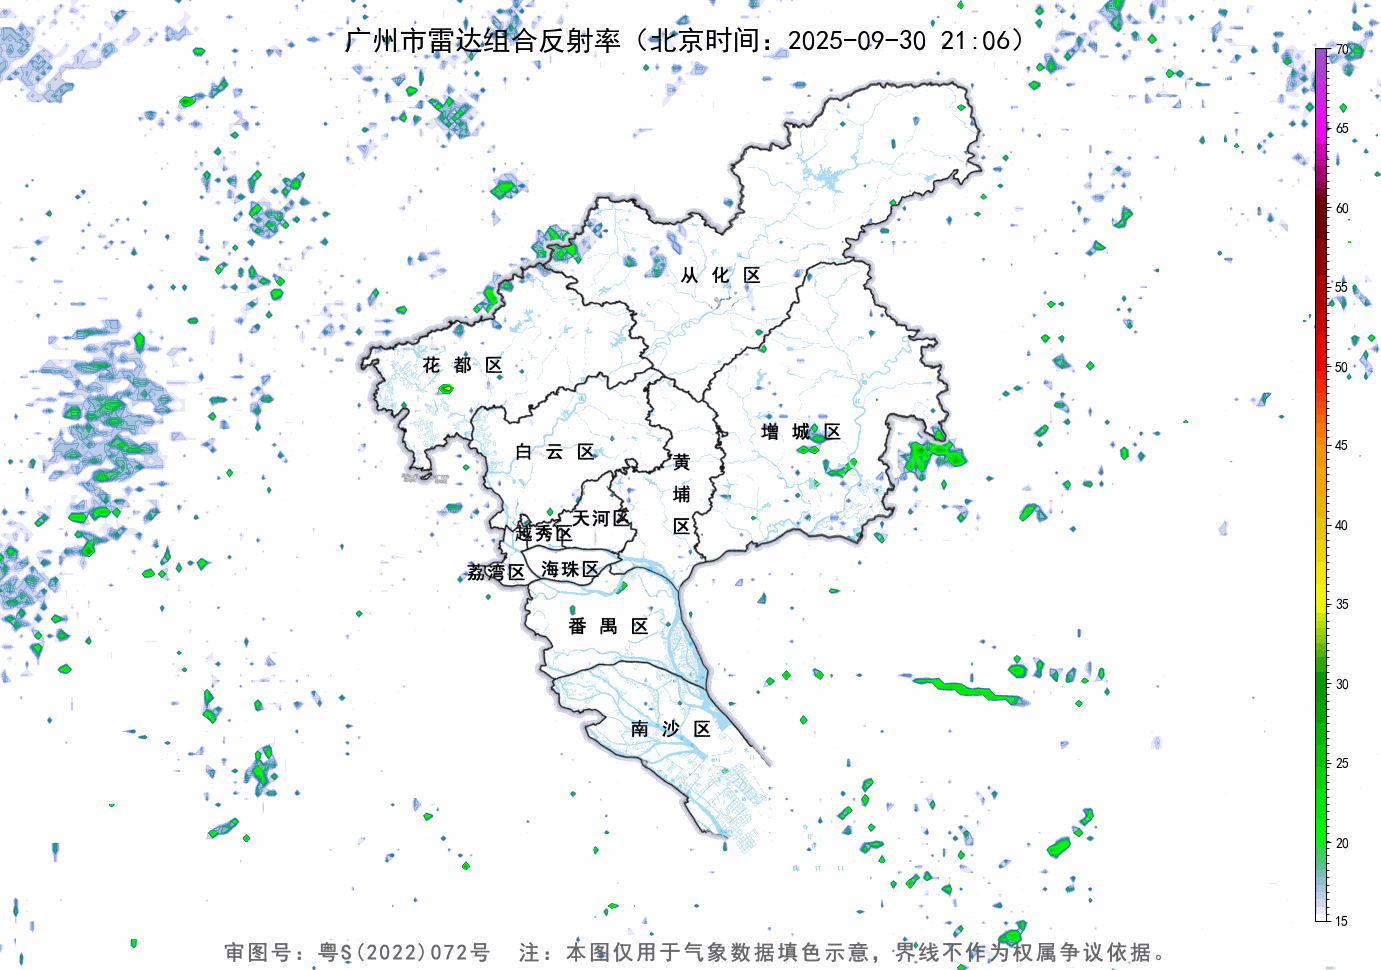 广州市雷达组合反射率（北京时间：2025-09-30 21:06）
70
65
60
55
50
45
40
35
30
25
20
15
从化区
花都区
增城区
白云区
黄埔区
天河区
越秀区
海珠区
荔湾区
番禺区
南沙区
审图号：粤S(2022)072号 注：本图仅用于气象数据填色示意，界线不作为权属争议依据。